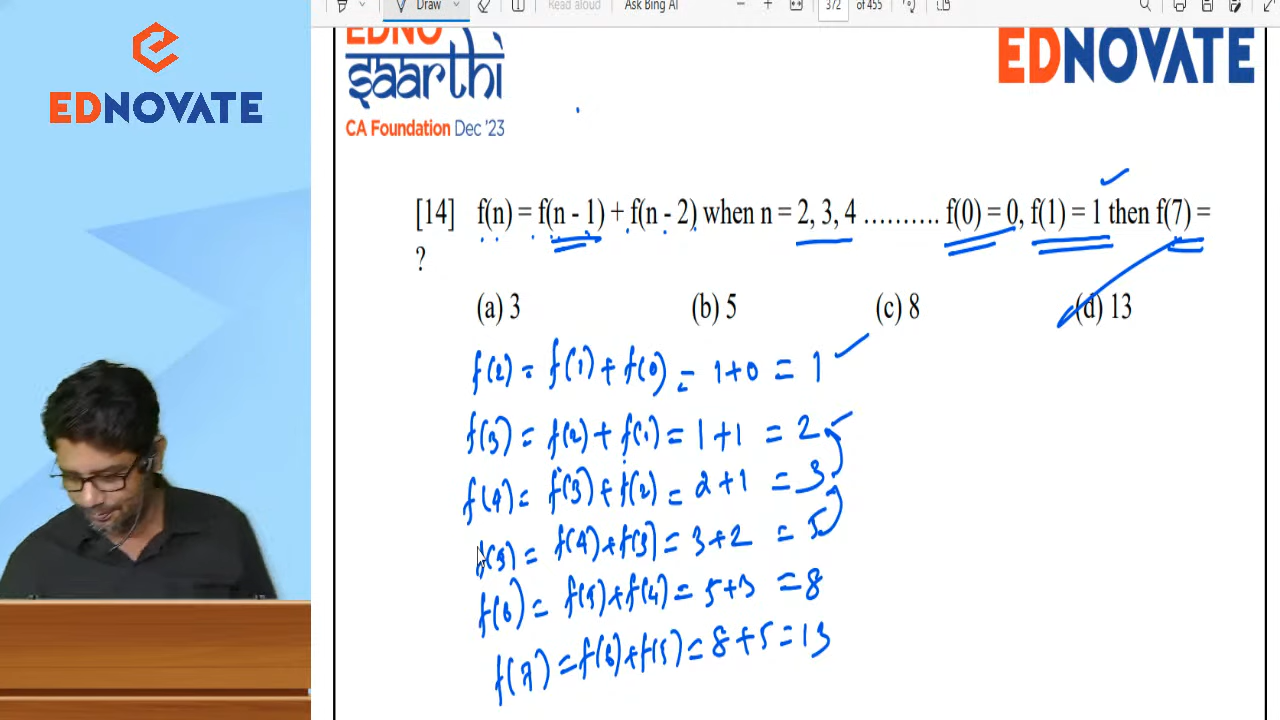 Draw
Read aloud
Ask Bing AI
372 of 455
EDNOVATE
EDNO
saarthi
CA Foundation Dec '23
EDNOVATE
[14] f(n) = f(n - 1) + f(n - 2) when n = 2, 3, 4 .......... f(0) = 0, f(1) = 1 then f(7) =
?
(a) 3 (b) 5 (c) 8 (d) 13
f(2) = f(1) + f(0) = 1+0 = 1
f(3) = f(2) + f(1) = 1+1 = 2
f(4) = f(3) + f(2) = 2+1 = 3
f(5) = f(4) + f(3) = 3+2 = 5
f(6) = f(5) + f(4) = 5+3 = 8
f(7) = f(6) + f(5) = 8+5 = 13